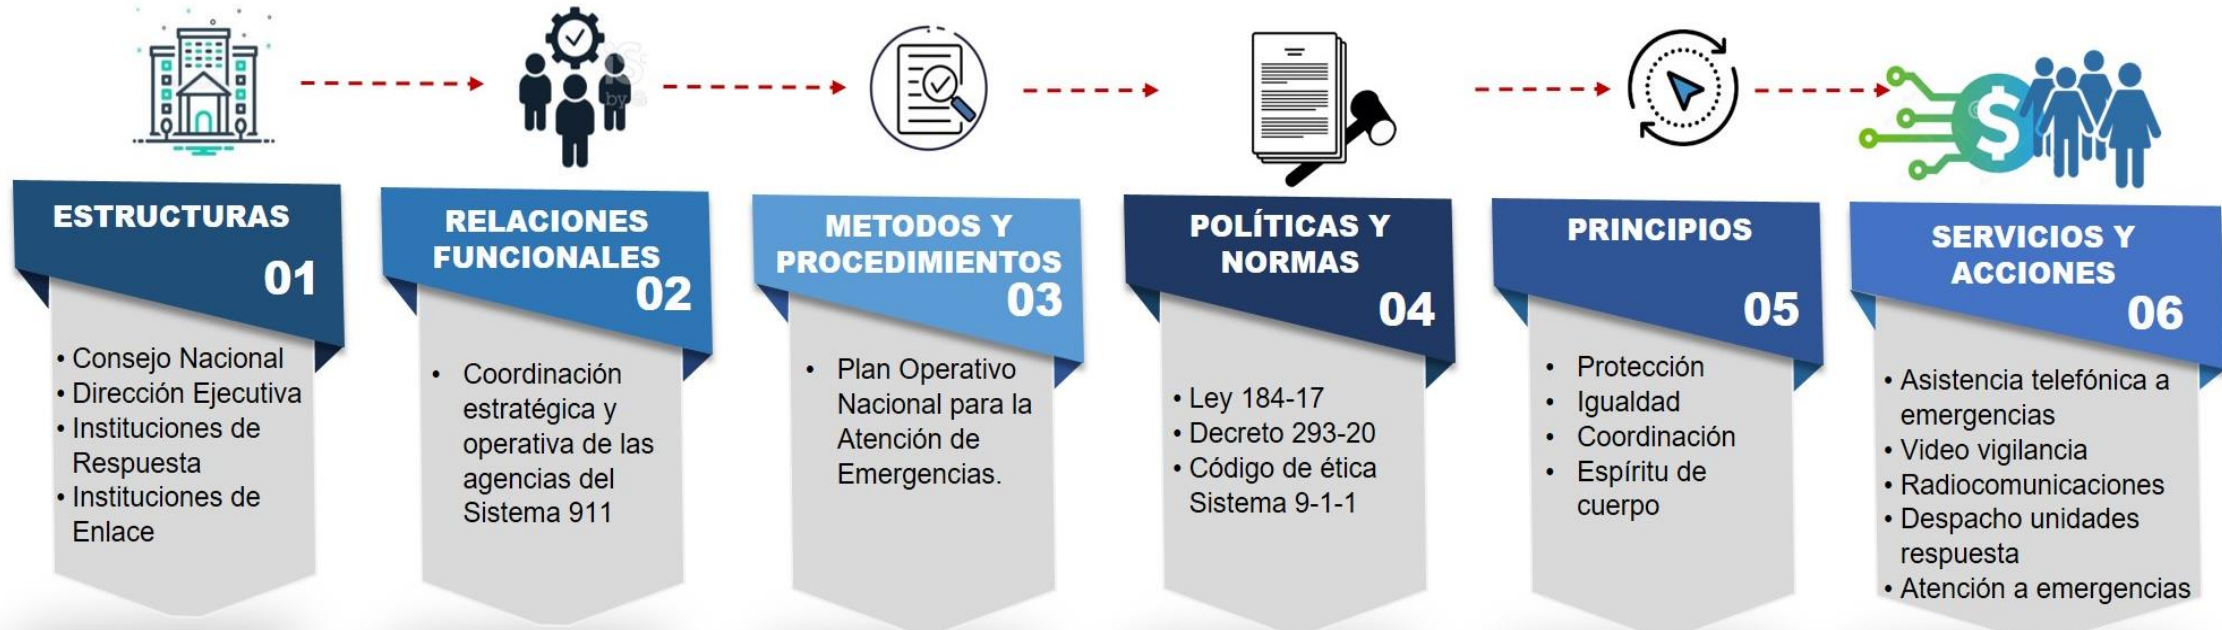 ESTRUCTURAS
01
• Consejo Nacional
• Dirección Ejecutiva
• Instituciones de
Respuesta
• Instituciones de
Enlace
RELACIONES
FUNCIONALES
02
• Coordinación
estratégica y
operativa de las
agencias del
Sistema 911
METODOS Y
PROCEDIMIENTOS
03
• Plan Operativo
Nacional para la
Atención de
Emergencias.
POLÍTICAS Y
NORMAS
04
• Ley 184-17
• Decreto 293-20
• Código de ética
Sistema 9-1-1
PRINCIPIOS
05
• Protección
• Igualdad
• Coordinación
• Espíritu de
cuerpo
$
SERVICIOS Y
ACCIONES
06
• Asistencia telefónica a
emergencias
• Video vigilancia
• Radiocomunicaciones
• Despacho unidades
respuesta
• Atención a emergencias